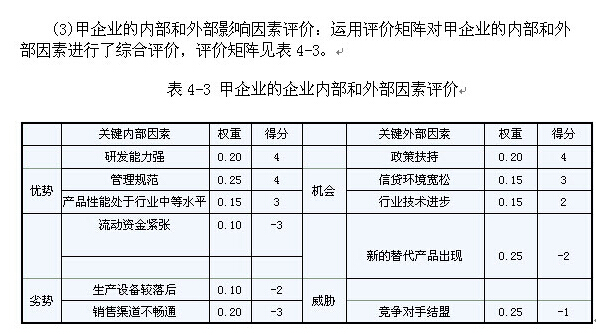 (3)甲企业的内部和外部影响因素评价：运用评价矩阵对甲企业的内部和外
部因素进行了综合评价，评价矩阵见表 4-3。
表 4-3 甲企业的企业内部和外部因素评价
关键内部因素 权重 得分 关键外部因素 权重 得分
研发能力强 0.20 4 政策扶持 0.20 4
优势 管理规范 0.25 4 机会 信贷环境宽松 0.15 3
产品性能处于行业中等水平 0.15 3 行业技术进步 0.15 2
流动资金紧张 0.10 -3
新的替代产品出现 0.25 -2
劣势 生产设备较落后 0.10 -2 威胁
销售渠道不畅通 0.20 -3 竞争对手结盟 0.25 -1